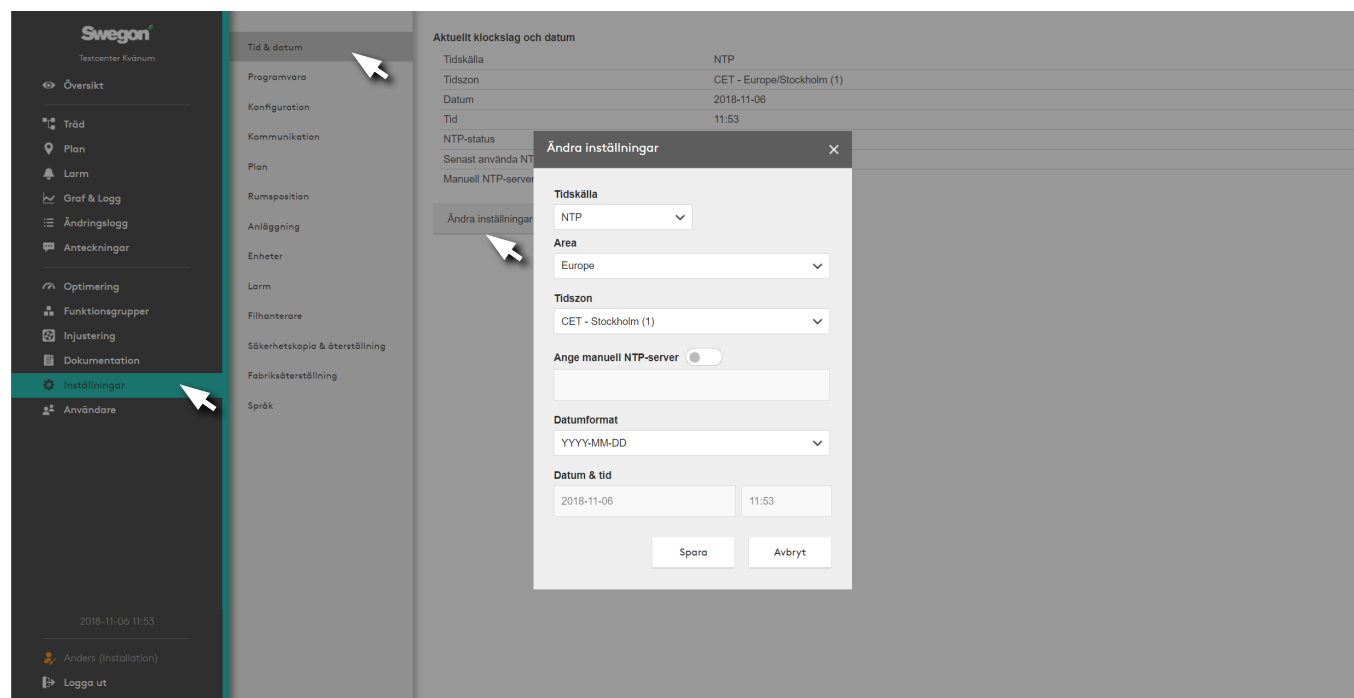 Swegon
Testcenter Kvänum
Översikt
Träd
Plan
Larm
Graf & Logg
Ändringslogg
Anteckningar
Optimering
Funktionsgrupper
Injustering
Dokumentation
Inställningar
Användare
2018-11-06 11:53
Anders (Installation)
Logga ut
Tid & datum
Programvara
Konfiguration
Kommunikation
Plan
Rumsposition
Anläggning
Enheter
Larm
Filhanterare
Säkerhetskopia & återställning
Fabriksåterställning
Språk
Aktuellt klockslag och datum
Tidskälla NTP
Tidszon CET - Europe/Stockholm (1)
Datum 2018-11-06
Tid 11:53
NTP-status
Senast använda NT
Manuell NTP-server
Ändra inställningar
Ändra inställningar
Tidskälla
NTP
Area
Europe
Tidszon
CET - Stockholm (1)
Ange manuell NTP-server
Datumformat
YYYY-MM-DD
Datum & tid
2018-11-06 11:53
Spara Avbryt